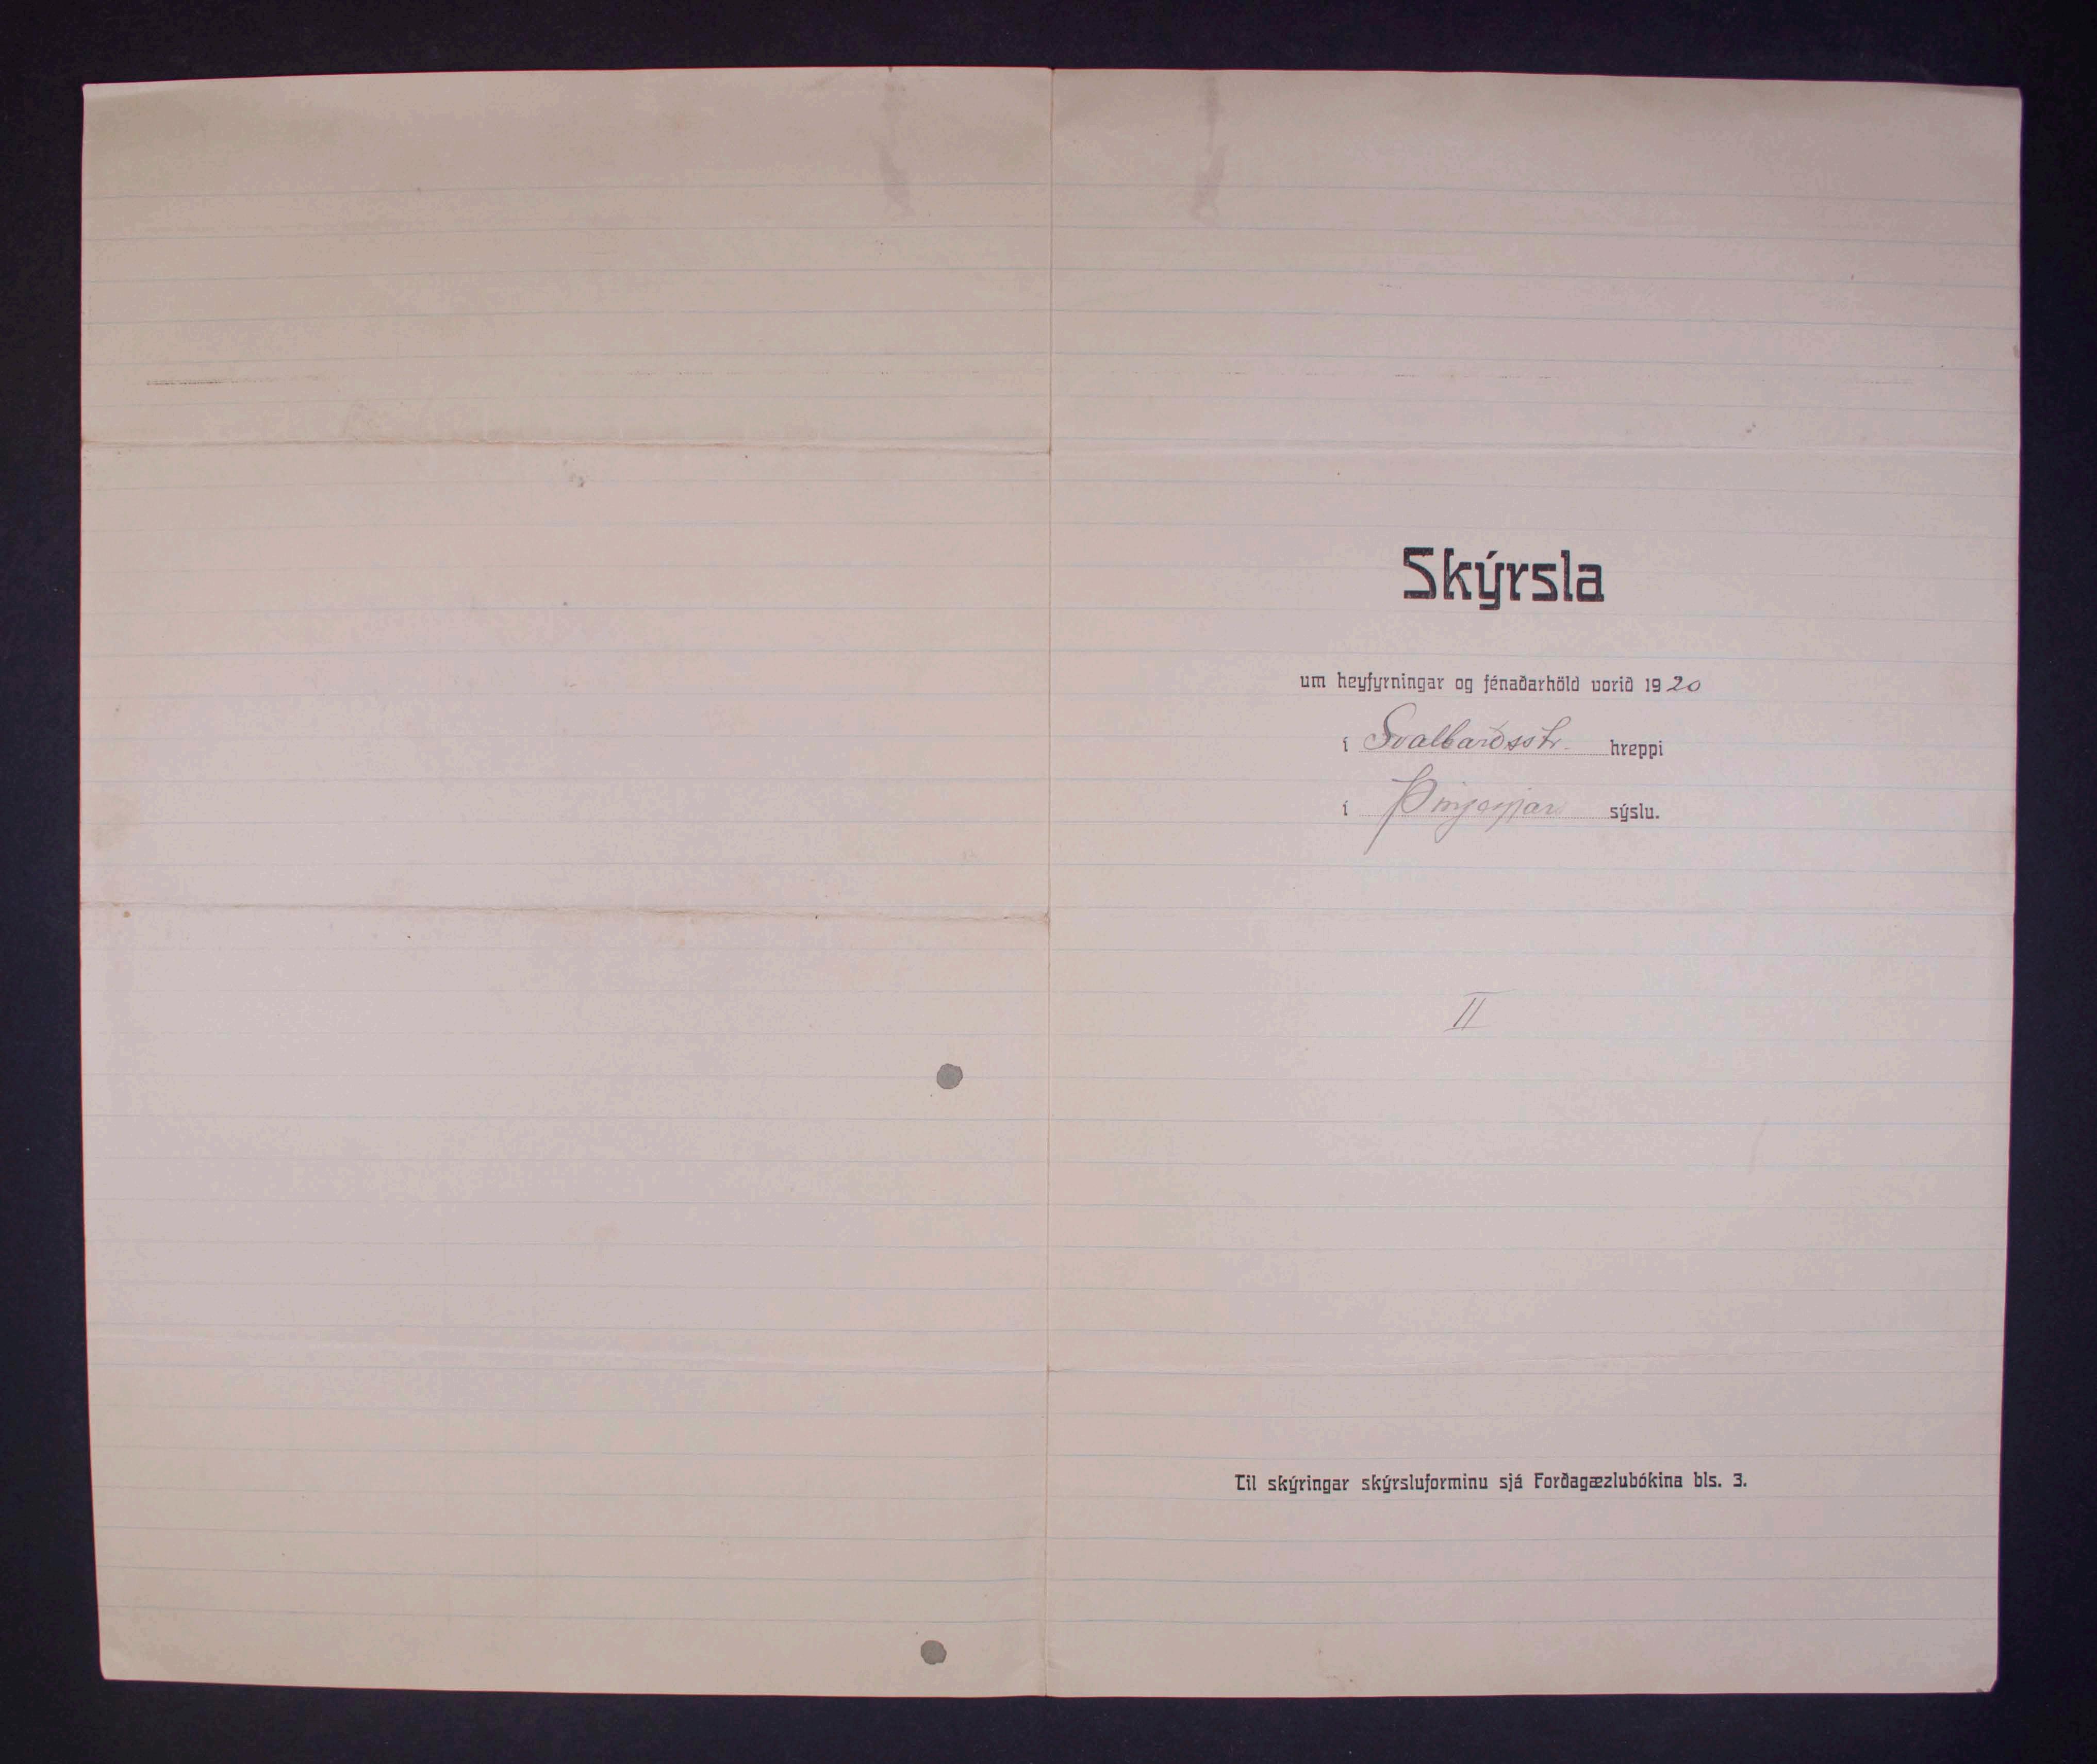 Skýrsla
um heyfyrningar og fénaðarhöld vorið 1920
í Svalbarðsstr. hreppi
í Þingeyjar sýslu.
II
Til skýringar skýrsluforminu sjá Forðagæzlubókina bls. 3.